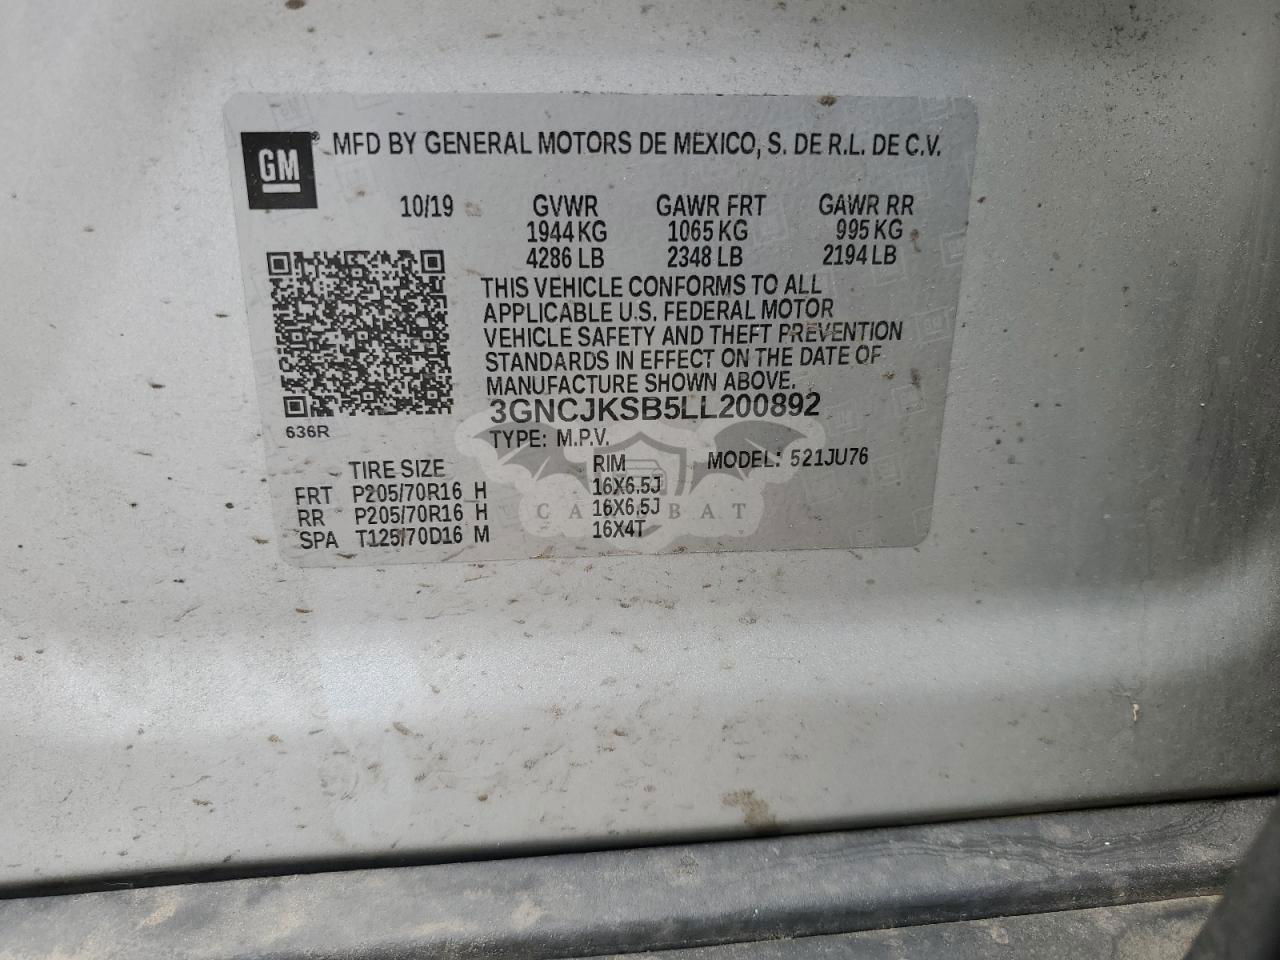 GM® MFD BY GENERAL MOTORS DE MEXICO, S. DE R.L. DE C.V.
10/19 GVWR GAWR FRT GAWR RR
1944 KG 1065 KG 995 KG
4286 LB 2348 LB 2194 LB
THIS VEHICLE CONFORMS TO ALL
APPLICABLE U.S. FEDERAL MOTOR
VEHICLE SAFETY AND THEFT PREVENTION
STANDARDS IN EFFECT ON THE DATE OF
MANUFACTURE SHOWN ABOVE.
3GNCJKSB5LL200892
636R
TYPE: M.P.V.
TIRE SIZE RIM MODEL: 521JU76
FRT P205/70R16 H 16X6.5J
RR P205/70R16 H 16X6.5J
SPA T125/70D16 M 16X4T
CARBAT